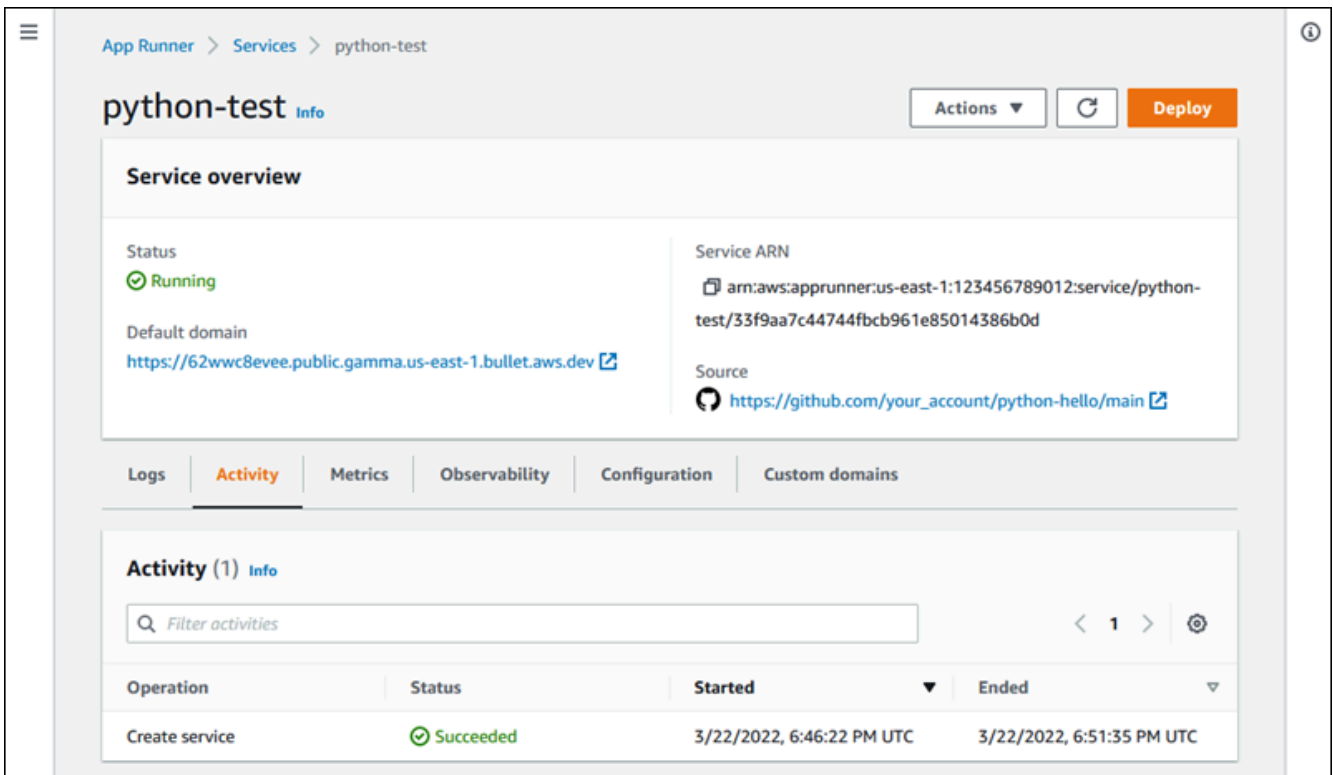 App Runner > Services > python-test
python-test Info
Actions
Deploy
Service overview
Status
Running
Default domain
https://62wwc8evee.public.gamma.us-east-1.bullet.aws.dev
Service ARN
arn:aws:apprunner:us-east-1:123456789012:service/python-
test/33f9aa7c44744fbcb961e85014386b0d
Source
https://github.com/your_account/python-hello/main
Logs Activity Metrics Observability Configuration Custom domains
Activity (1) Info
Filter activities
< 1 >
Operation Status Started Ended
Create service Succeeded 3/22/2022, 6:46:22 PM UTC 3/22/2022, 6:51:35 PM UTC